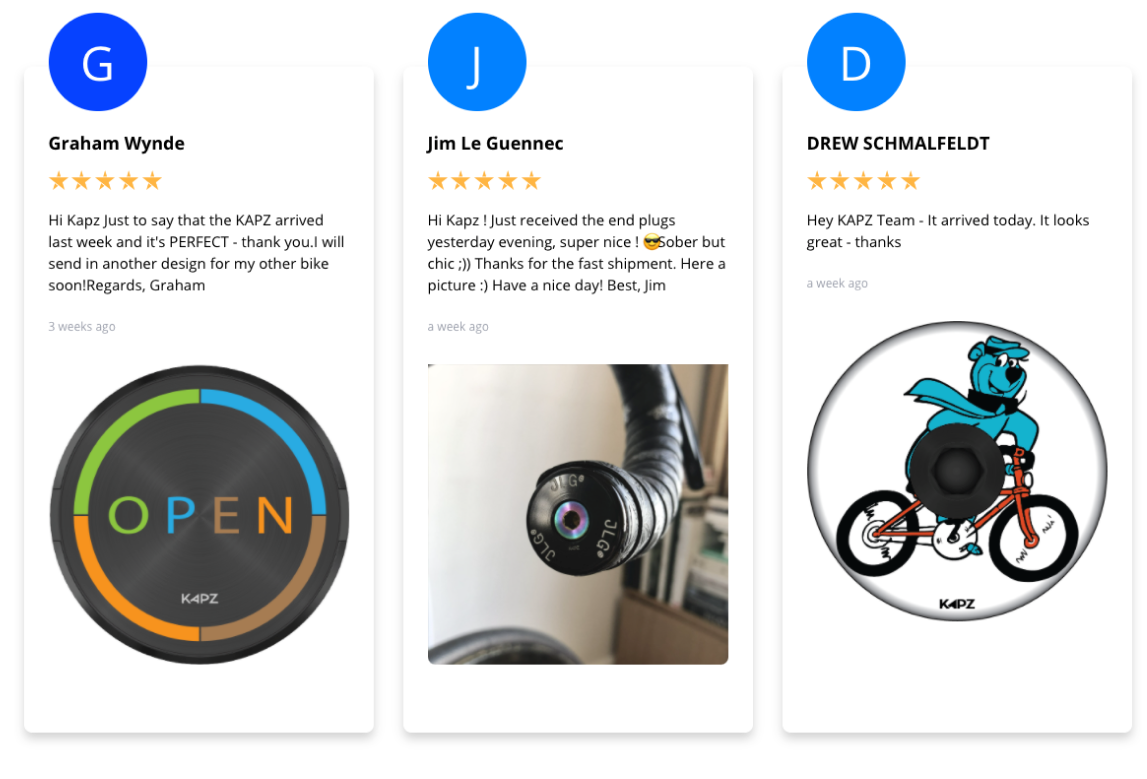 G
Graham Wynde
Hi Kapz Just to say that the KAPZ arrived
last week and it's PERFECT - thank you.I will
send in another design for my other bike
soon!Regards, Graham
3 weeks ago
OPEN
KAPZ
J
Jim Le Guennec
Hi Kapz ! Just received the end plugs
yesterday evening, super nice ! 😎Sober but
chic ;)) Thanks for the fast shipment. Here a
picture :) Have a nice day! Best, Jim
a week ago
JLG
JLG
JLG
D
DREW SCHMALFELDT
Hey KAPZ Team - It arrived today. It looks
great - thanks
a week ago
KAPZ